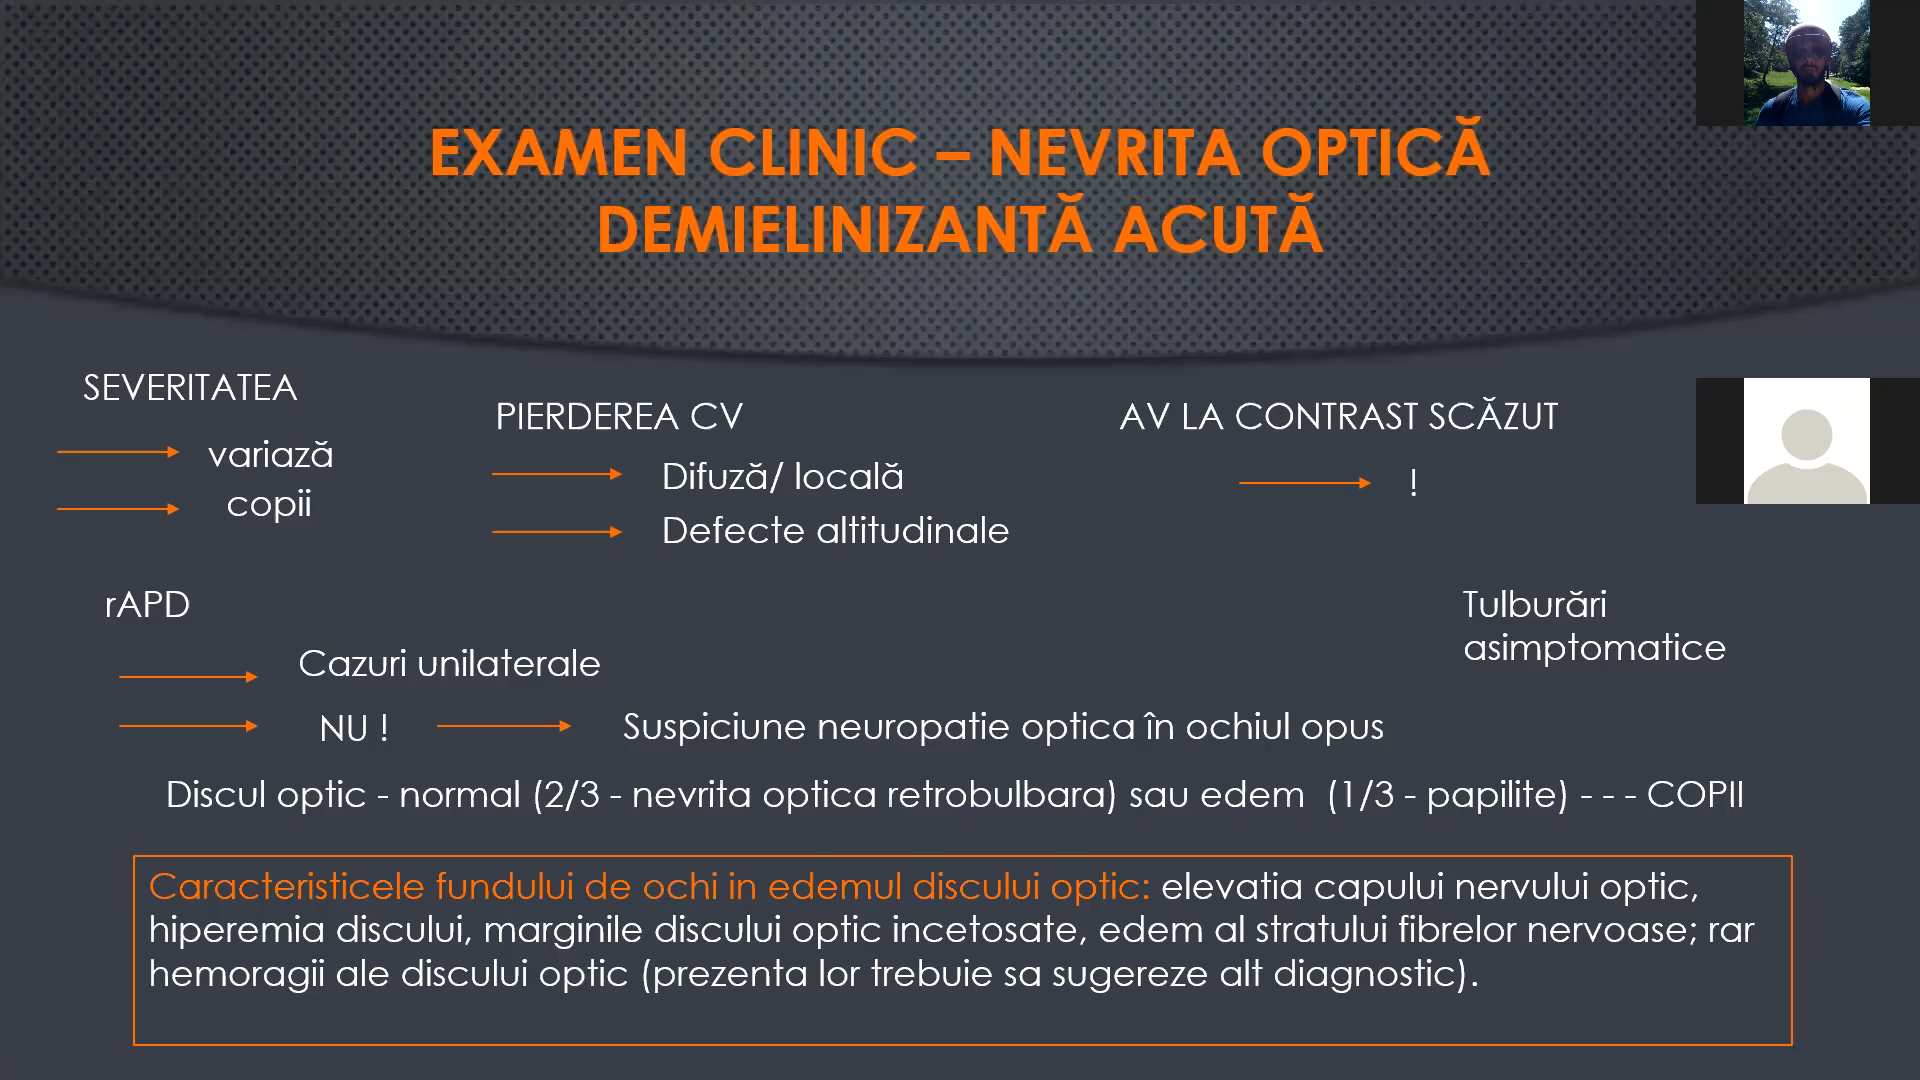 EXAMEN CLINIC – NEVRITA OPTICĂ
DEMIELINIZANTĂ ACUTĂ
SEVERITATEA
variază
copii
PIERDEREA CV
Difuză/ locală
Defecte altitudinale
AV LA CONTRAST SCĂZUT
!
rAPD
Cazuri unilaterale
NU !
Suspiciune neuropatie optica în ochiul opus
Tulburări
asimptomatice
Discul optic - normal (2/3 - nevrita optica retrobulbara) sau edem (1/3 - papilite) - - - COPII
Caracteristicele fundului de ochi in edemul discului optic: elevatia capului nervului optic,
hiperemia discului, marginile discului optic incetosate, edem al stratului fibrelor nervoase; rar
hemoragii ale discului optic (prezenta lor trebuie sa sugereze alt diagnostic).